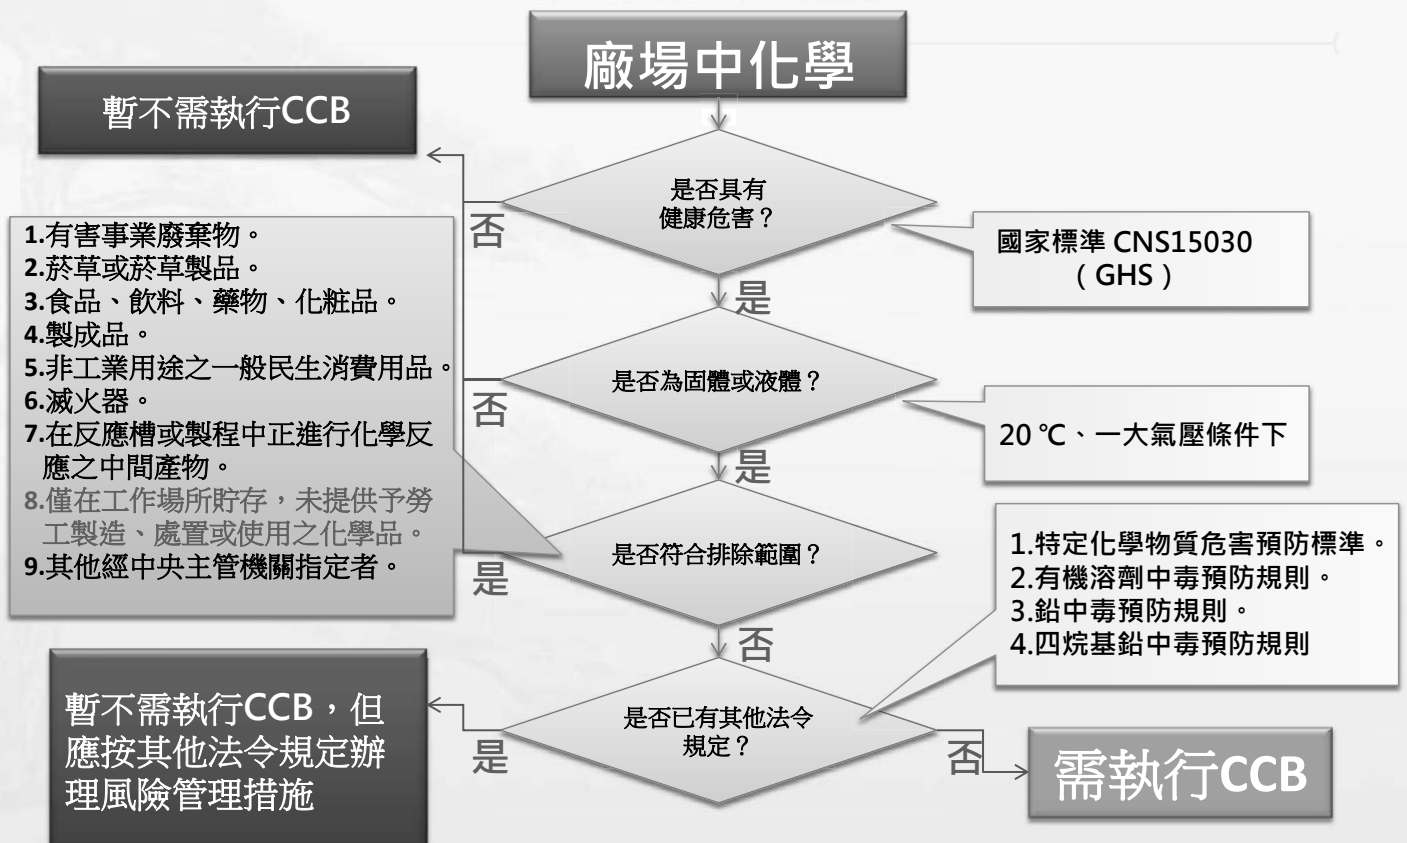 廠場中化學
暫不需執行CCB
是否具有
健康危害？
否
是
國家標準 CNS15030
（GHS）
1.有害事業廢棄物。
2.菸草或菸草製品。
3.食品、飲料、藥物、化粧品。
4.製成品。
5.非工業用途之一般民生消費用品。
6.滅火器。
7.在反應槽或製程中正進行化學反
應之中間產物。
8.僅在工作場所貯存，未提供予勞
工製造、處置或使用之化學品。
9.其他經中央主管機關指定者。
是否為固體或液體？
否
是
20 ℃、一大氣壓條件下
是否符合排除範圍？
是
否
1.特定化學物質危害預防標準。
2.有機溶劑中毒預防規則。
3.鉛中毒預防規則。
4.四烷基鉛中毒預防規則
是否已有其他法令
規定？
是
否
暫不需執行CCB，但
應按其他法令規定辦
理風險管理措施
需執行CCB